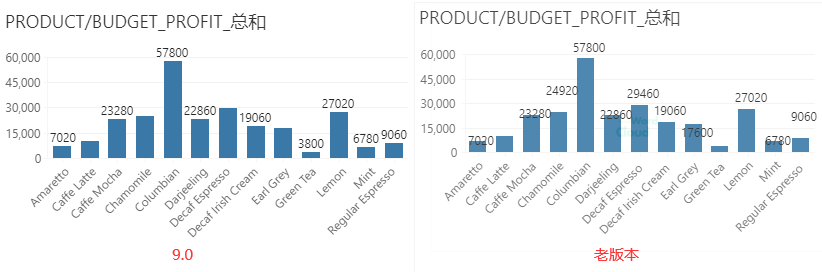 PRODUCT/BUDGET_PROFIT_总和
60,000
45,000
30,000
15,000
0
7020
23280
57800
22860
19060
3800
27020
6780
9060
Amaretto
Caffe Latte
Caffe Mocha
Chamomile
Columbian
Darjeeling
Decaf Espresso
Decaf Irish Cream
Earl Grey
Green Tea
Lemon
Mint
Regular Espresso
9.0
PRODUCT/BUDGET_PROFIT_总和
60,000
45,000
30,000
15,000
0
7020
23280
24920
57800
22860
29460
19060
17600
27020
6780
9060
Word
Cloud
Amaretto
Caffe Latte
Caffe Mocha
Chamomile
Columbian
Darjeeling
Decaf Espresso
Decaf Irish Cream
Earl Grey
Green Tea
Lemon
Mint
Regular Espresso
老版本